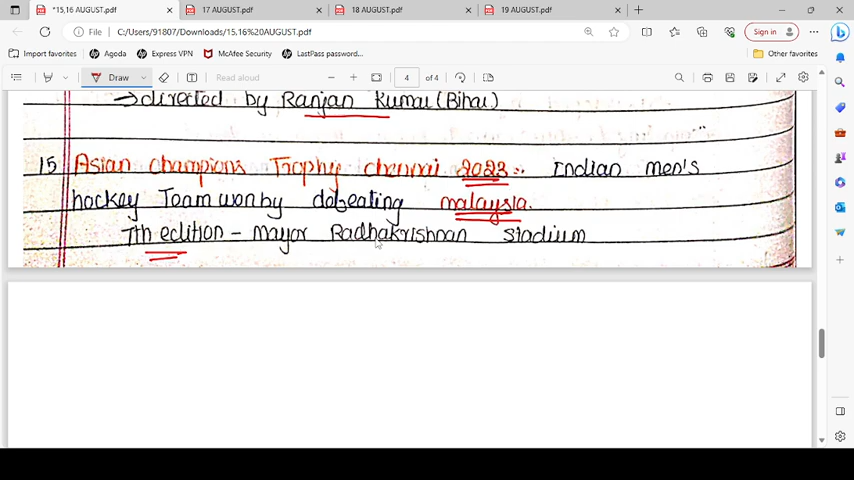 *15,16 AUGUST.pdf
17 AUGUST.pdf
18 AUGUST.pdf
19 AUGUST.pdf
File
C:/Users/91807/Downloads/15.16%20AUGUST.pdf
Sign in
Import favorites
Agoda
Express VPN
McAfee Security
LastPass password...
Other favorites
Draw
Read aloud
4 of 4
→directed by Ranjan Kumar (Bihar)
15 Asian champions Trophy chennai 2023:. Indian men's
hockey Team won by defeating malaysia.
7th edition - mayor Radhakrishnan stadium